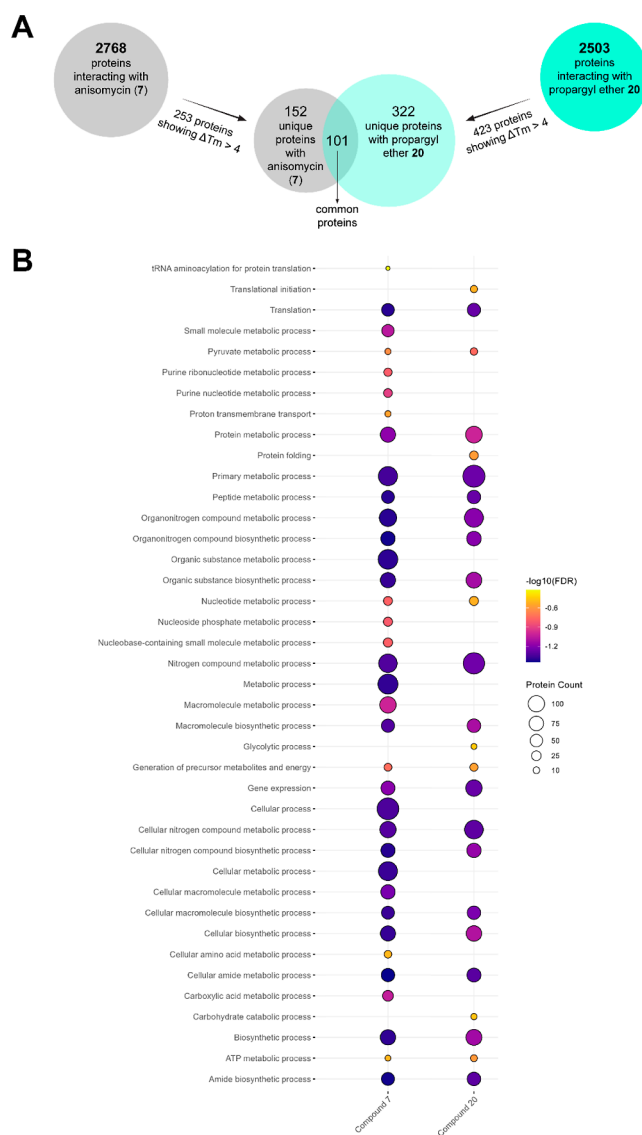 A
2768
proteins
interacting with
anisomycin (7)
2503
proteins
interacting with
propargyl ether 20
253 proteins
showing ΔTm > 4
423 proteins
showing ΔTm > 4
152
unique
proteins
with
anisomycin
(7)
101
322
unique proteins
with propargyl
ether 20
common
proteins
B
tRNA aminoacylation for protein translation
Translational initiation
Translation
Small molecule metabolic process
Pyruvate metabolic process
Purine ribonucleotide metabolic process
Purine nucleotide metabolic process
Proton transmembrane transport
Protein metabolic process
Protein folding
Primary metabolic process
Peptide metabolic process
Organonitrogen compound metabolic process
Organonitrogen compound biosynthetic process
Organic substance metabolic process
Organic substance biosynthetic process
Nucleotide metabolic process
Nucleoside phosphate metabolic process
Nucleobase-containing small molecule metabolic process
Nitrogen compound metabolic process
Metabolic process
Macromolecule metabolic process
Macromolecule biosynthetic process
Glycolytic process
Generation of precursor metabolites and energy
Gene expression
Cellular process
Cellular nitrogen compound metabolic process
Cellular nitrogen compound biosynthetic process
Cellular metabolic process
Cellular macromolecule metabolic process
Cellular macromolecule biosynthetic process
Cellular biosynthetic process
Cellular amino acid metabolic process
Cellular amide metabolic process
Carboxylic acid metabolic process
Carbohydrate catabolic process
Biosynthetic process
ATP metabolic process
Amide biosynthetic process
Compound 7
Compound 20
-log10(FDR)
-0.6
-0.9
-1.2
Protein Count
100
75
50
25
10